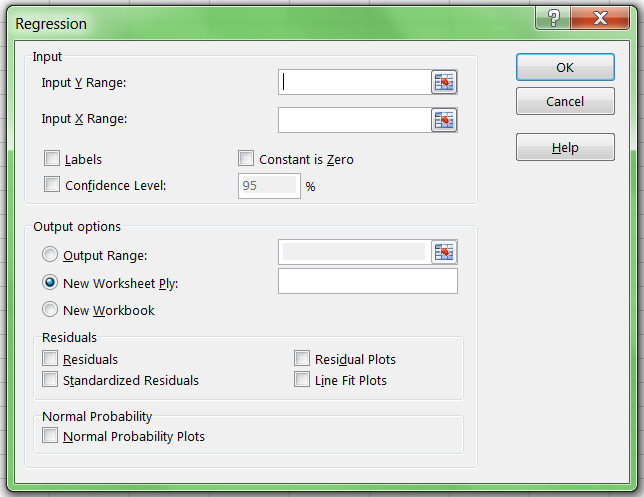 Regression
?
Input
OK
Input Y Range:
Cancel
Input X Range:
Help
Labels
Constant is Zero
Confidence Level:
95
%
Output options
Output Range:
New Worksheet Ply:
New Workbook
Residuals
Residuals
Residual Plots
Standardized Residuals
Line Fit Plots
Normal Probability
Normal Probability Plots